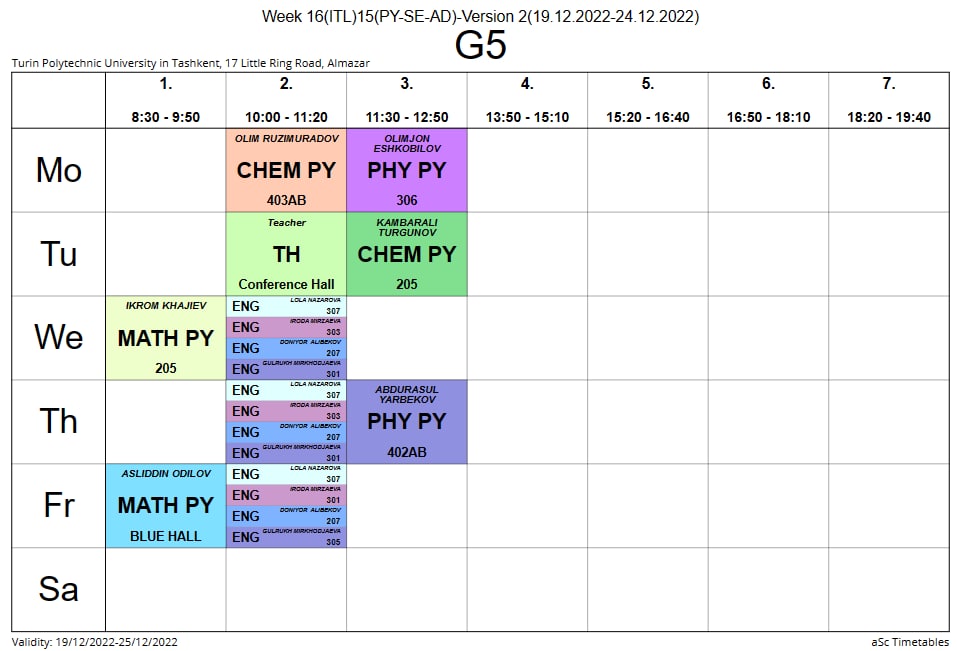 Week 16(ITL)15(PY-SE-AD)-Version 2(19.12.2022-24.12.2022)
G5
Turin Polytechnic University in Tashkent, 17 Little Ring Road, Almazar
1. 2. 3. 4. 5. 6. 7.
8:30 - 9:50 10:00 - 11:20 11:30 - 12:50 13:50 - 15:10 15:20 - 16:40 16:50 - 18:10 18:20 - 19:40
Mo
OLIM RUZIMURADOV
CHEM PY
403AB
OLIMJON
ESHKOBILOV
PHY PY
306
Tu
Teacher
TH
Conference Hall
KAMBARALI
TURGUNOV
CHEM PY
205
We
IKROM KHAJIEV
MATH PY
205
ENG LOLA NAZAROVA
307
ENG IRODA MIRZAEVA
303
ENG DONIYOR ALIBEKOV
207
ENG GULRUKH MIRKHODJAEVA
301
Th
ENG LOLA NAZAROVA
307
ENG IRODA MIRZAEVA
303
ENG DONIYOR ALIBEKOV
207
ENG GULRUKH MIRKHODJAEVA
301
ABDURASUL
YARBEKOV
PHY PY
402AB
Fr
ASLIDDIN ODILOV
MATH PY
BLUE HALL
ENG LOLA NAZAROVA
307
ENG IRODA MIRZAEVA
301
ENG DONIYOR ALIBEKOV
207
ENG GULRUKH MIRKHODJAEVA
305
Sa
Validity: 19/12/2022-25/12/2022
aSc Timetables